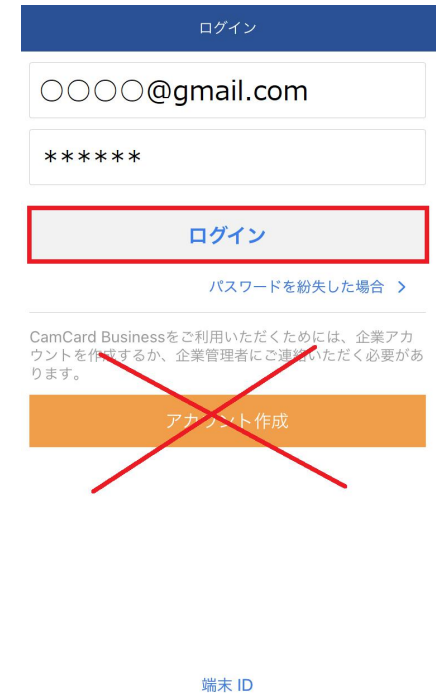 ログイン
○○○○@gmail.com
******
ログイン
パスワードを紛失した場合 >
CamCard Businessをご利用いただくためには、企業アカ
ウントを作成するか、企業管理者にご連絡いただく必要があ
ります。
アカウント作成
端末 ID